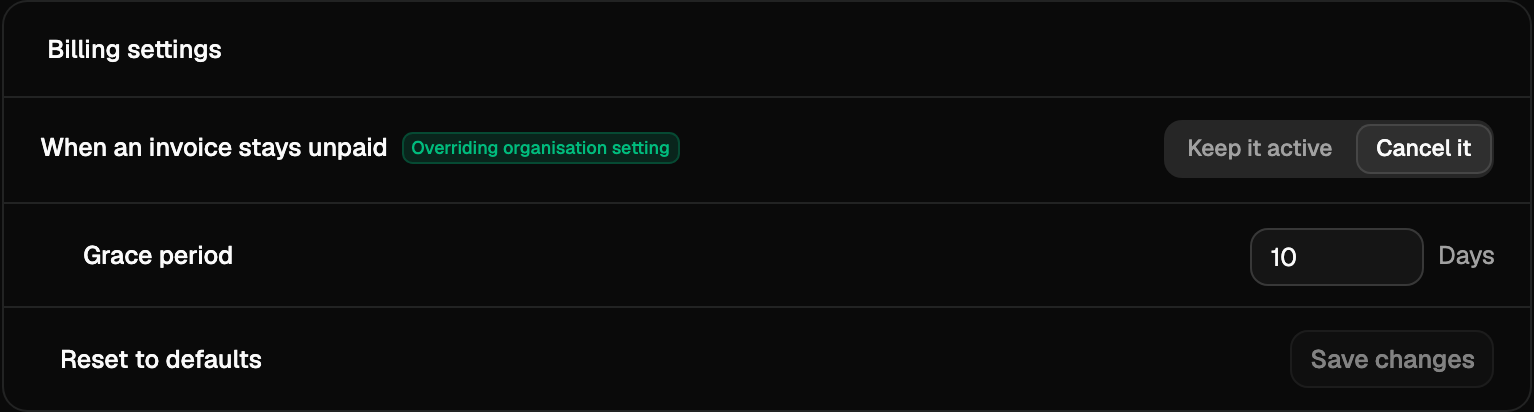 Billing settings
When an invoice stays unpaid Overriding organisation setting Keep it active Cancel it
Grace period 10 Days
Reset to defaults Save changes